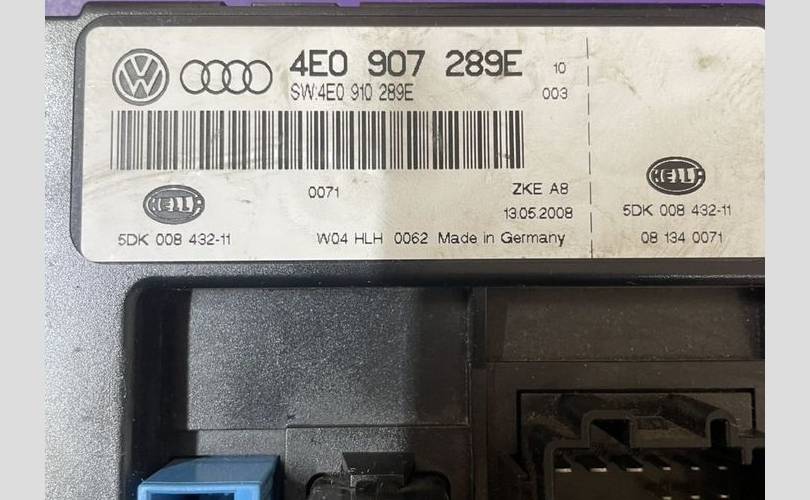 4E0 907 289E 10
SW:4E0 910 289E 003
HELLA 0071 ZKE A8
13.05.2008
5DK 008 432-11 W04 HLH 0062 Made in Germany
HELLA
5DK 008 432-11
08 134 0071